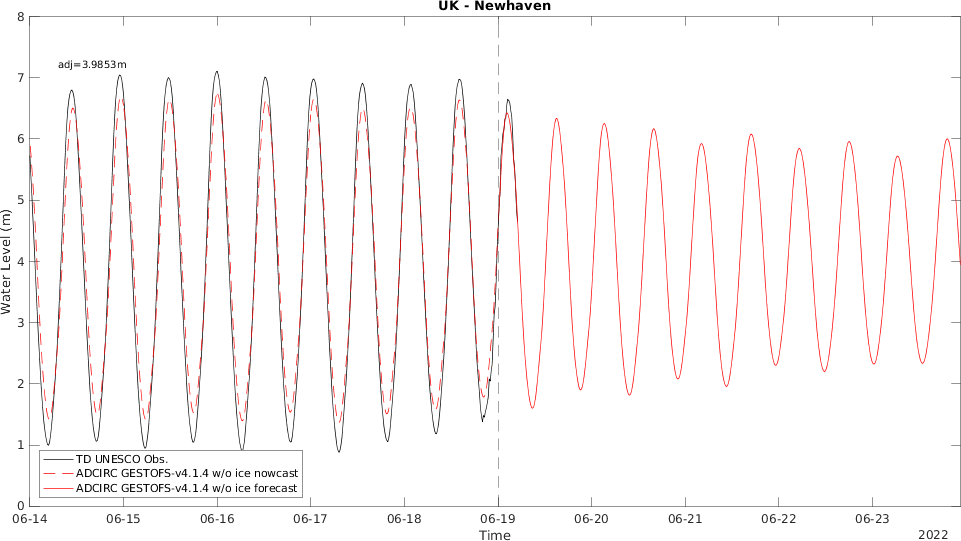 UK - Newhaven
adj=3.9853m
8
7
6
5
4
3
2
1
0
Water Level (m)
TD UNESCO Obs.
ADCIRC GESTOFS-v4.1.4 w/o ice nowcast
ADCIRC GESTOFS-v4.1.4 w/o ice forecast
06-14 06-15 06-16 06-17 06-18 06-19 06-20 06-21 06-22 06-23
Time
2022